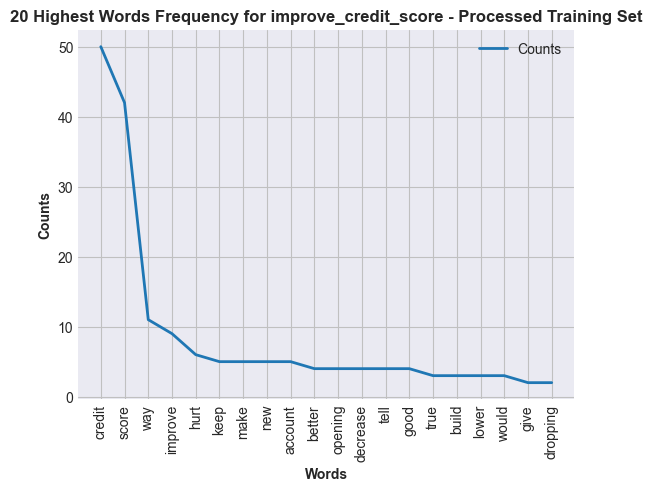 20 Highest Words Frequency for improve_credit_score - Processed Training Set
Counts
50
40
30
20
10
0
Counts
credit
score
way
improve
hurt
keep
make
new
account
better
opening
decrease
tell
good
true
build
lower
would
give
dropping
Words